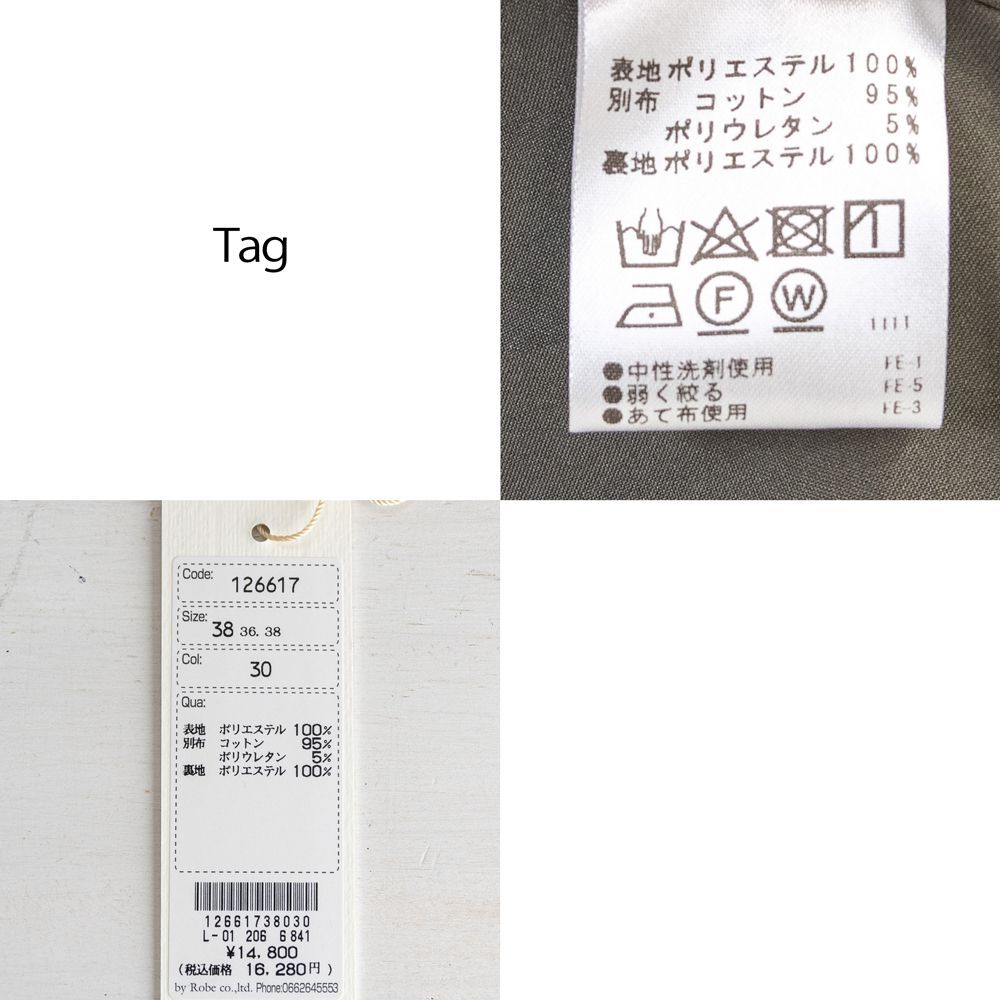 Tag
表地 ポリエステル 100%
別布 コットン 95%
ポリウレタン 5%
裏地 ポリエステル 100%
F W
1111
●中性洗剤使用 FE-1
●弱く絞る FE-5
●あて布使用 FE-3
Code: 126617
Size: 38 36. 38
Col: 30
Qua:
表地 ポリエステル 100%
別布 コットン 95%
ポリウレタン 5%
裏地 ポリエステル 100%
12661738030
L-01 206 6841
¥14,800
(税込価格 16,280円)
by Robe co.,ltd. Phone:0662645553